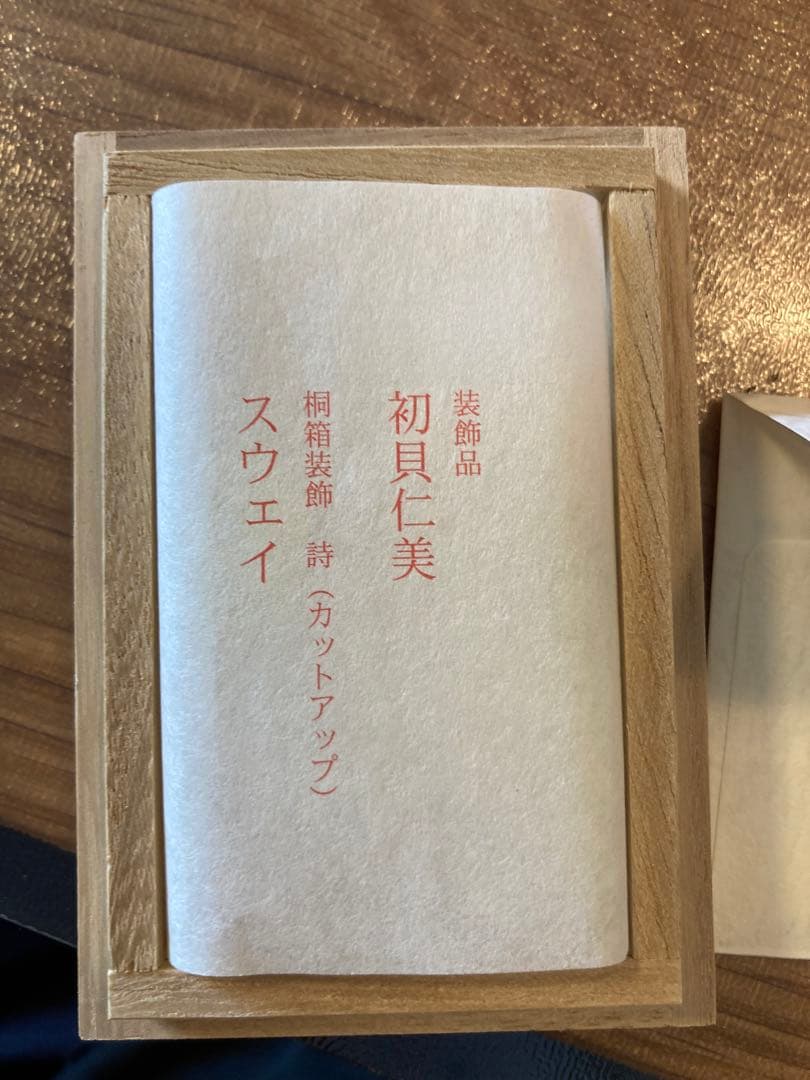 装飾品
初貝仁美
桐箱装飾　詩（カットアップ）
スウェイ